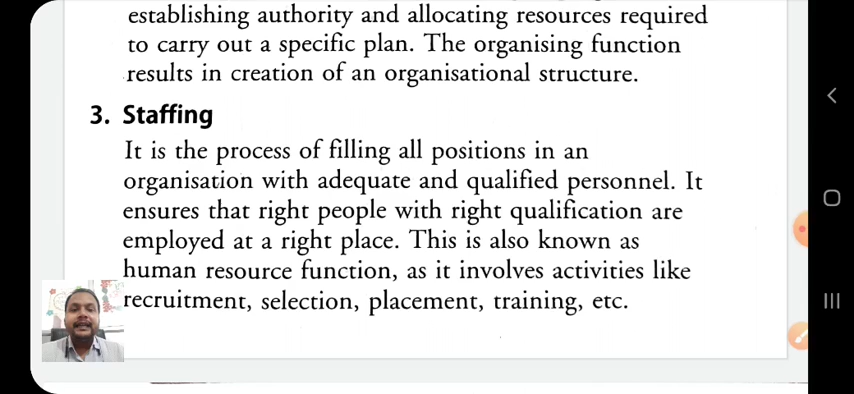 establishing authority and allocating resources required
to carry out a specific plan. The organising function
results in creation of an organisational structure.
3. Staffing
It is the process of filling all positions in an
organisation with adequate and qualified personnel. It
ensures that right people with right qualification are
employed at a right place. This is also known as
human resource function, as it involves activities like
recruitment, selection, placement, training, etc.